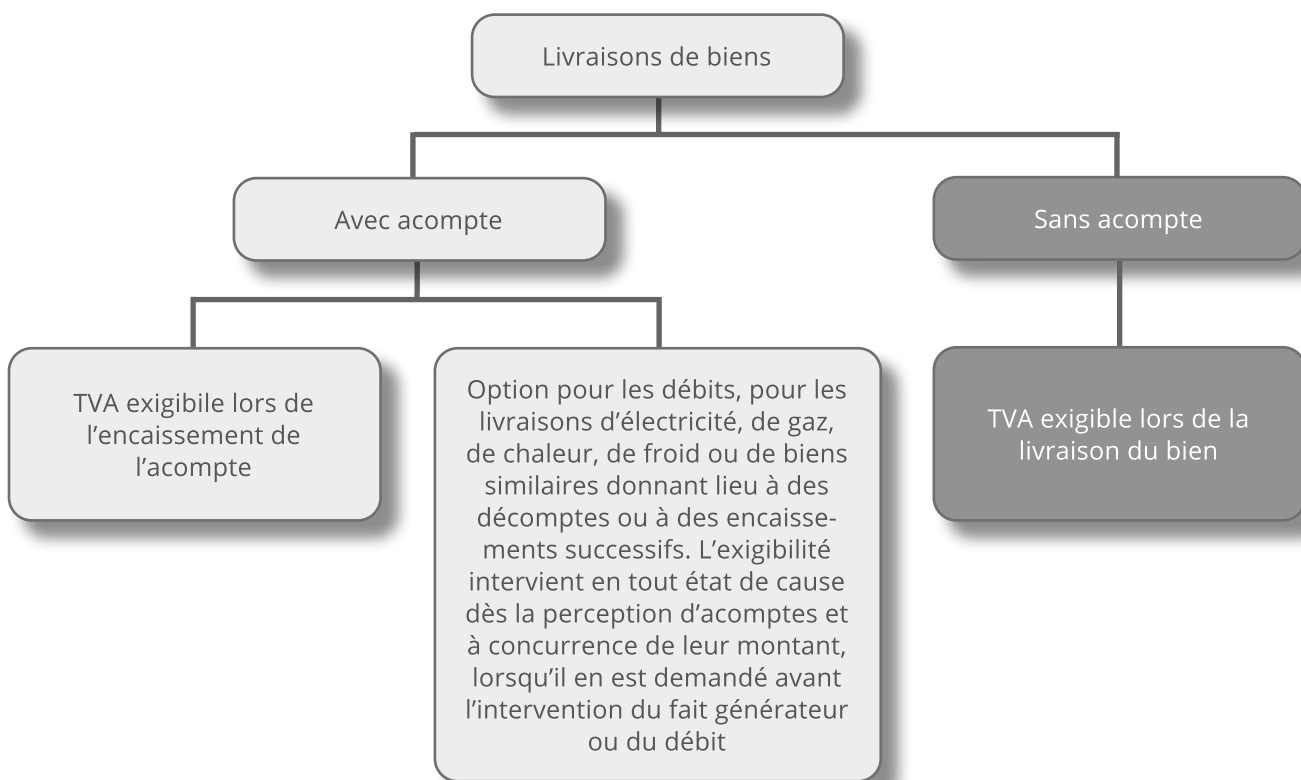 Livraisons de biens
Avec acompte
Sans acompte
TVA exigibile lors de
l’encaissement de
l’acompte
Option pour les débits, pour les
livraisons d’électricité, de gaz,
de chaleur, de froid ou de biens
similaires donnant lieu à des
décomptes ou à des encaisse-
ments successifs. L’exigibilité
intervient en tout état de cause
dès la perception d’acomptes et
à concurrence de leur montant,
lorsqu’il en est demandé avant
l’intervention du fait générateur
ou du débit
TVA exigible lors de la
livraison du bien